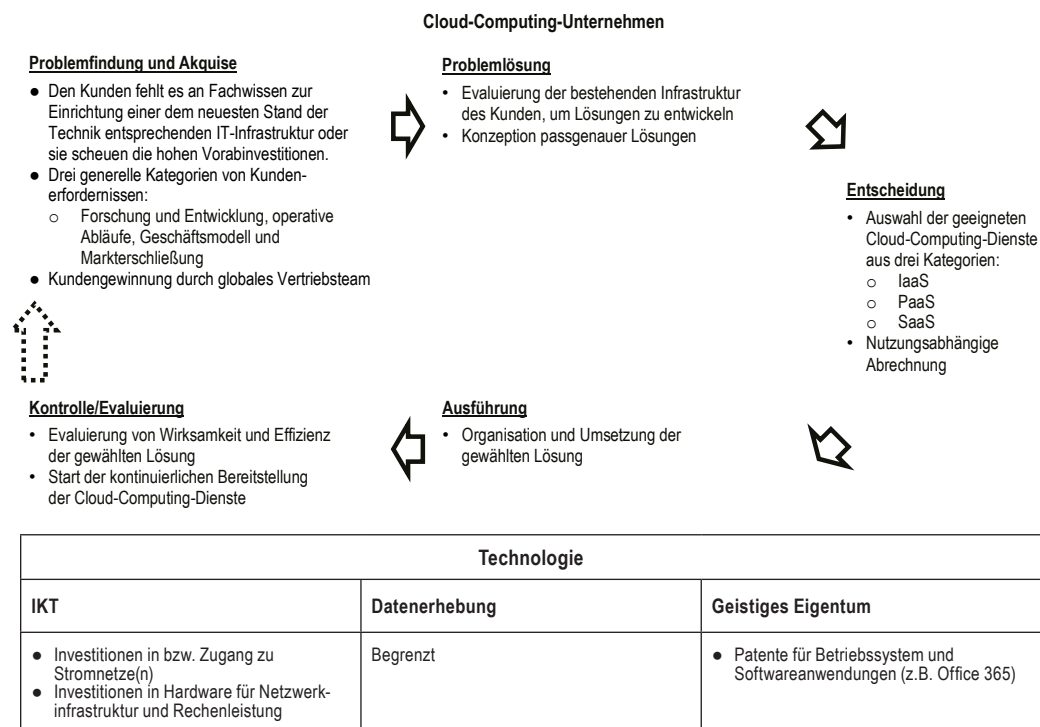 Cloud-Computing-Unternehmen
Problemfindung und Akquise
● Den Kunden fehlt es an Fachwissen zur
Einrichtung einer dem neuesten Stand der
Technik entsprechenden IT-Infrastruktur oder
sie scheuen die hohen Vorabinvestitionen.
● Drei generelle Kategorien von Kunden-
erfordernissen:
○ Forschung und Entwicklung, operative
Abläufe, Geschäftsmodell und
Markterschließung
● Kundengewinnung durch globales Vertriebsteam
Problemlösung
• Evaluierung der bestehenden Infrastruktur
des Kunden, um Lösungen zu entwickeln
• Konzeption passgenauer Lösungen
Entscheidung
• Auswahl der geeigneten
Cloud-Computing-Dienste
aus drei Kategorien:
○ IaaS
○ PaaS
○ SaaS
• Nutzungsabhängige
Abrechnung
Kontrolle/Evaluierung
• Evaluierung von Wirksamkeit und Effizienz
der gewählten Lösung
• Start der kontinuierlichen Bereitstellung
der Cloud-Computing-Dienste
Ausführung
• Organisation und Umsetzung der
gewählten Lösung
Technologie
IKT
Datenerhebung
Geistiges Eigentum
● Investitionen in bzw. Zugang zu
Stromnetze(n)
● Investitionen in Hardware für Netzwerk-
infrastruktur und Rechenleistung
Begrenzt
● Patente für Betriebssystem und
Softwareanwendungen (z.B. Office 365)